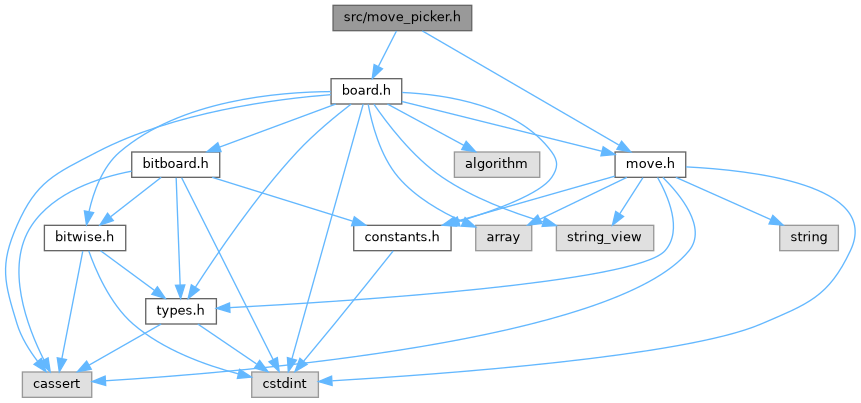 src/move_picker.h
board.h
bitboard.h
algorithm
move.h
bitwise.h
constants.h
array
string_view
string
types.h
cassert
cstdint